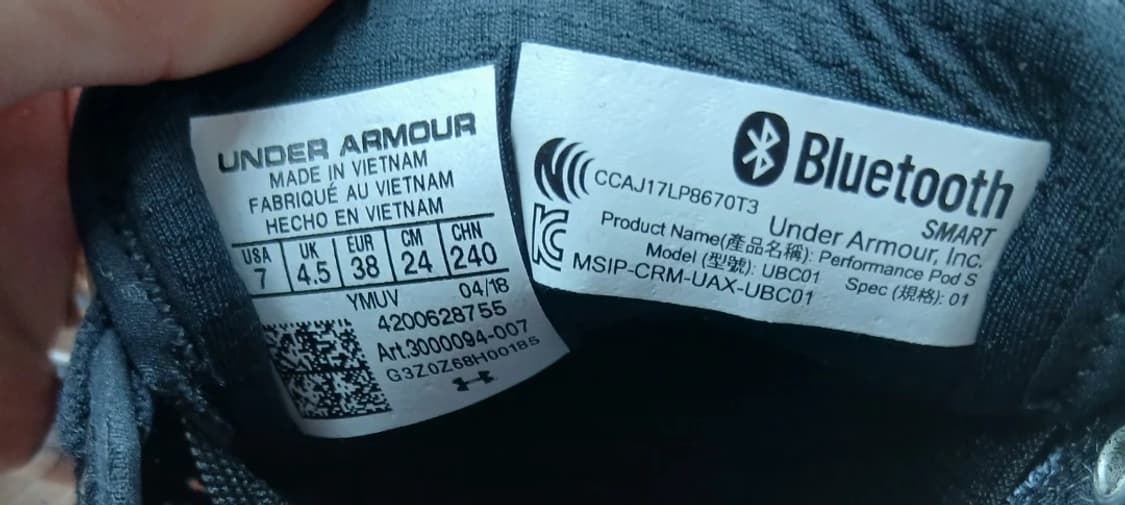 UNDER ARMOUR
MADE IN VIETNAM
FABRIQUÉ AU VIETNAM
HECHO EN VIETNAM
USA UK EUR CM CHN
7 4.5 38 24 240
YMUV 04/18
4200628755
Art.3000094-007
G3Z0Z68H00185
Bluetooth
SMART
CCAJ17LP8670T3
Under Armour, Inc.
Product Name(產品名稱): Performance Pod S
Model (型號): UBC01 Spec (規格): 01
MSIP-CRM-UAX-UBC01